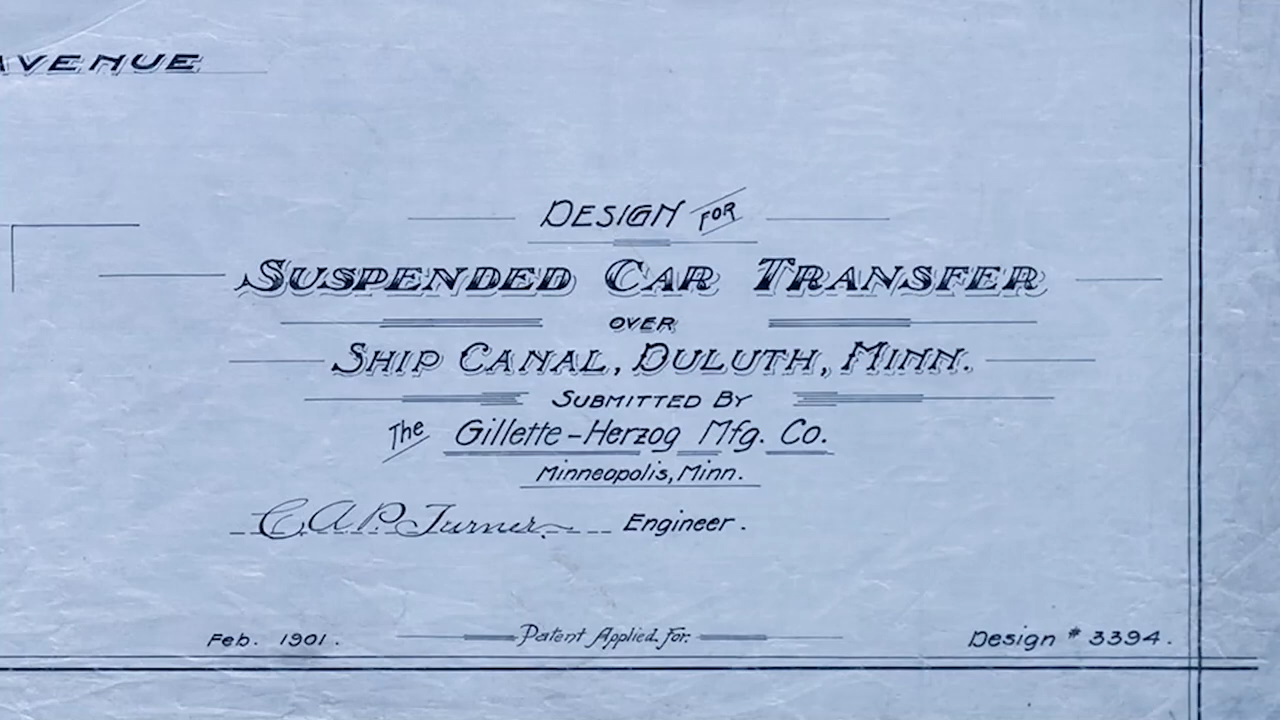 AVENUE
DESIGN FOR
SUSPENDED CAR TRANSFER
OVER
SHIP CANAL, DULUTH, MINN.
SUBMITTED BY
The Gillette-Herzog Mfg. Co.
Minneapolis, Minn.
C.A.P. Turner Engineer.
Feb. 1901. Patent Applied for. Design # 3394.